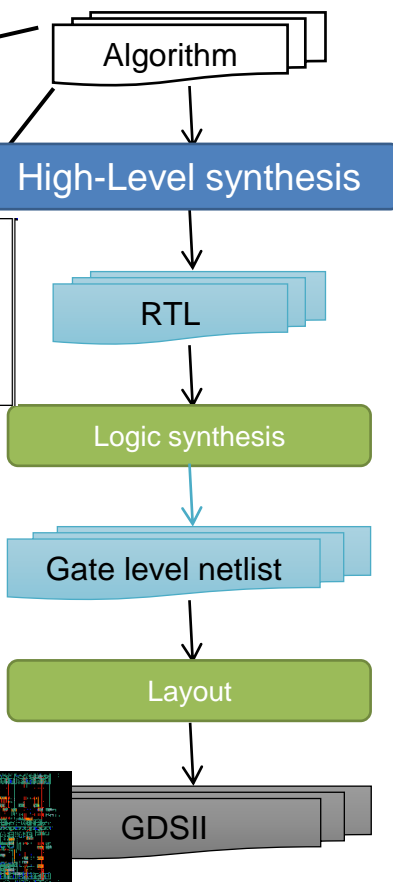 Algorithm
High-Level synthesis
RTL
Logic synthesis
Gate level netlist
Layout
GDSII